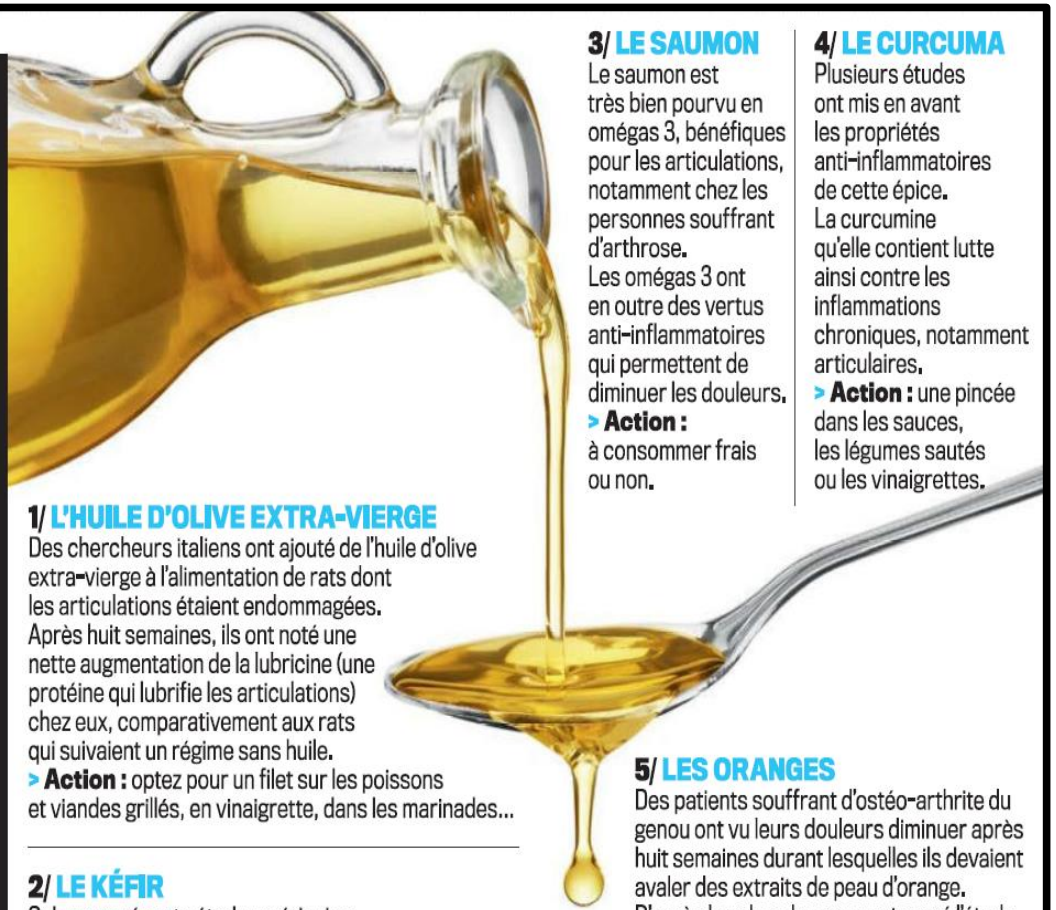 3/ LE SAUMON
Le saumon est
très bien pourvu en
omégas 3, bénéfiques
pour les articulations,
notamment chez les
personnes souffrant
d'arthrose.
Les omégas 3 ont
en outre des vertus
anti-inflammatoires
qui permettent de
diminuer les douleurs.
> Action :
à consommer frais
ou non.
4/ LE CURCUMA
Plusieurs études
ont mis en avant
les propriétés
anti-inflammatoires
de cette épice.
La curcumine
qu'elle contient lutte
ainsi contre les
inflammations
chroniques, notamment
articulaires.
> Action : une pincée
dans les sauces,
les légumes sautés
ou les vinaigrettes.
1/ L'HUILE D'OLIVE EXTRA-VIERGE
Des chercheurs italiens ont ajouté de l'huile d'olive
extra-vierge à l'alimentation de rats dont
les articulations étaient endommagées.
Après huit semaines, ils ont noté une
nette augmentation de la lubricine (une
protéine qui lubrifie les articulations)
chez eux, comparativement aux rats
qui suivaient un régime sans huile.
> Action : optez pour un filet sur les poissons
et viandes grillés, en vinaigrette, dans les marinades...
2/ LE KÉFIR
5/ LES ORANGES
Des patients souffrant d'ostéo-arthrite du
genou ont vu leurs douleurs diminuer après
huit semaines durant lesquelles ils devaient
avaler des extraits de peau d'orange.